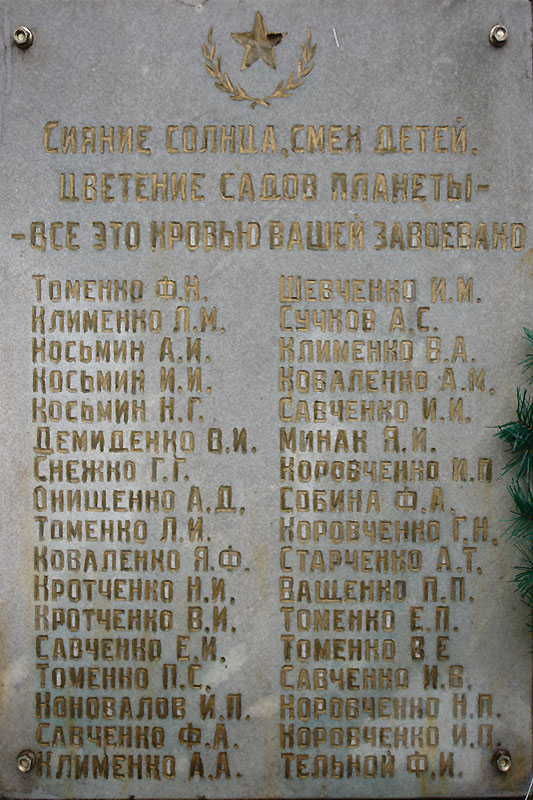 Сияние солнца, смех детей.
цветение садов планеты-
-все это кровью вашей завоевано
Томенко Ф.Н.
Клименко Л.М.
Косьмин А.И.
Косьмин И.И.
Косьмин Н.Г.
Демиденко В.И.
Снежко Г.Г.
Онищенко А.Д.
Томенко Л.И.
Коваленко Я.Ф.
Кротченко Н.И.
Кротченко В.И.
Савченко Е.И.
Томенко П.С.
Коновалов И.П.
Савченко Ф.А.
Клименко А.А.
Шевченко И.М.
Сучков А.С.
Клименко В.А.
Коваленко А.М.
Савченко И.И.
Минак Я.И.
Коровченко И.П
Собина Ф.А.
Коровченко Г.Н.
Старченко А.Т.
Ващенко П.П.
Томенко Е.П.
Томенко В Е
Савченко И.В.
Коровченко Н.П.
Коровченко И.П.
Тельной Ф.И.